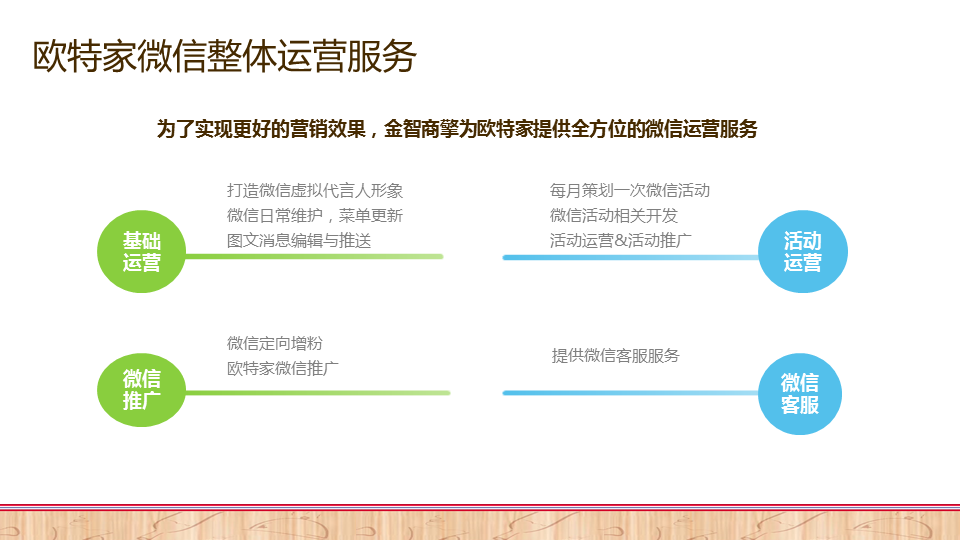 欧特家微信整体运营服务
为了实现更好的营销效果，金智商擎为欧特家提供全方位的微信运营服务
基础
运营
打造微信虚拟代言人形象
微信日常维护，菜单更新
图文消息编辑与推送
每月策划一次微信活动
微信活动相关开发
活动运营&活动推广
活动
运营
微信
推广
微信定向增粉
欧特家微信推广
提供微信客服服务
微信
客服